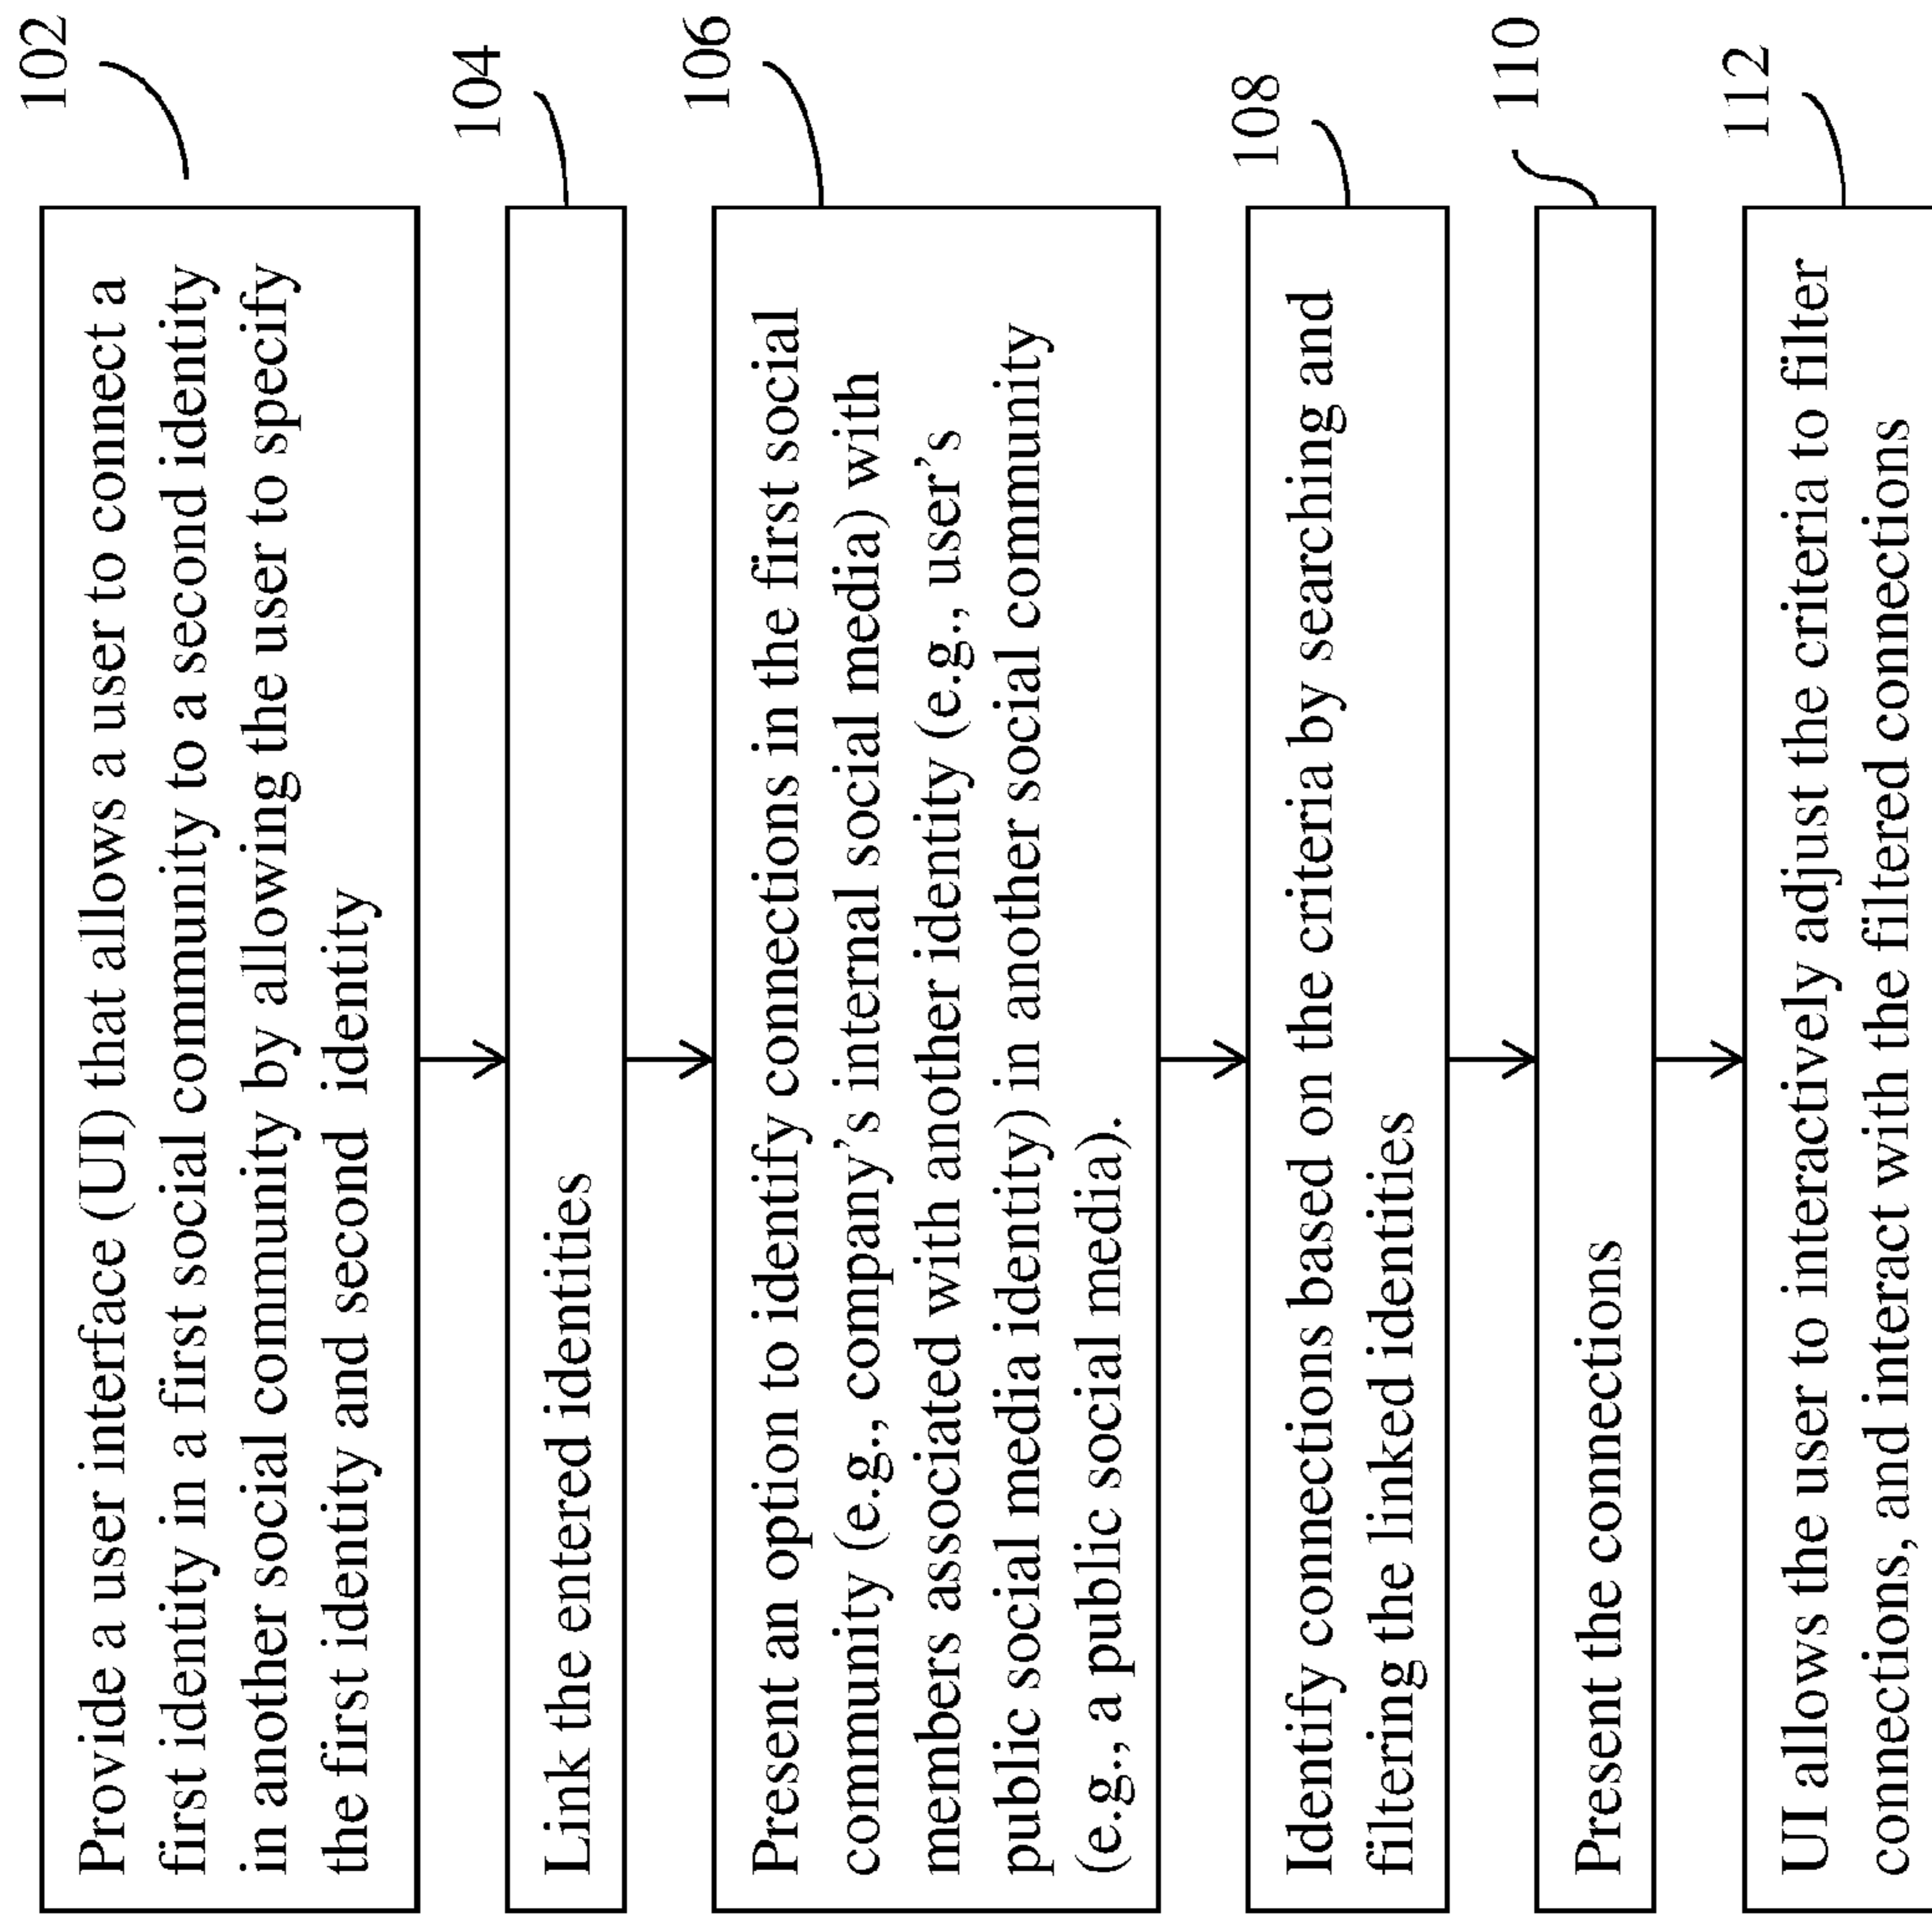 102
Provide a user interface (UI) that allows a user to connect a
first identity in a first social community to a second identity
in another social community by allowing the user to specify
the first identity and second identity
104
Link the entered identities
106
Present an option to identify connections in the first social
community (e.g., company's internal social media) with
members associated with another identity (e.g., user's
public social media identity) in another social community
(e.g., a public social media).
108
Identify connections based on the criteria by searching and
filtering the linked identities
110
Present the connections
112
UI allows the user to interactively adjust the criteria to filter
connections, and interact with the filtered connections